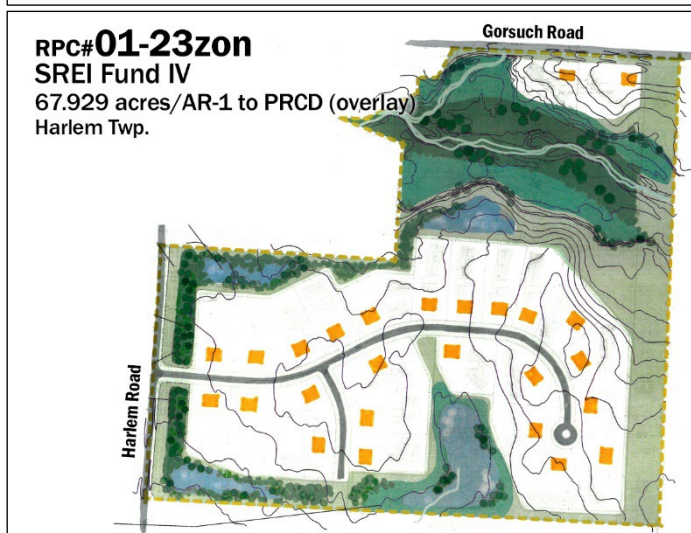 Gorsuch Road
RPC#01-23zon
SREI Fund IV
67.929 acres/AR-1 to PRCD (overlay)
Harlem Twp.
Harlem Road